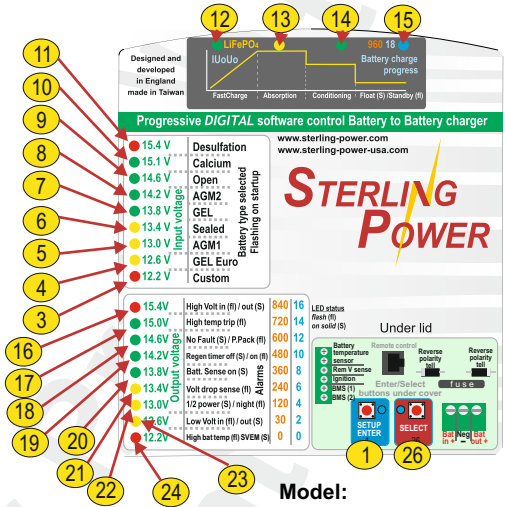 12 13 14 15
LiFePO4 960 18
IUoUo Battery charge progress
FastCharge Absorption Conditioning Float (S) /Standby (fl)
Designed and
developed
in England
made in Taiwan
Progressive DIGITAL software control Battery to Battery charger
www.sterling-power.com
www.sterling-power-usa.com
STERLING
POWER
11
10
9
8
7
6
5
4
3
Input voltage
15.4 V Desulfation
15.1 V Calcium
14.6 V Open
14.2 V AGM2
13.8 V GEL
13.4 V Sealed
13.0 V AGM1
12.6 V GEL Euro
12.2 V Custom
Battery type selected
Flashing on startup
16
17
18
19
20
21
22
23
24
Output voltage
15.4V High Volt in (fl) / out (S) 840 16
15.0V High temp trip (fl) 720 14
14.6V No Fault (S) / P.Pack (fl) 600 12
14.2V Regen timer off (S) / on (fl) 480 10
13.8V Batt. Sense on (S) 360 8
13.4V Volt drop sense (fl) 240 6
13.0V 1/2 power (S) / night (fl) 120 4
12.6V Low Volt in (fl) / out (S) 30 2
12.2V High bat temp (fl) SVEM (S) 0 0
Alarms
LED status
flash (fl)
on solid (S)
Under lid
Battery
temperature
sensor
Rem V sense
Ignition
BMS (1)
BMS (2)
Remote control
Reverse
polarity
tell
Reverse
polarity
tell
fuse
Enter/Select
buttons under cover
SETUP
ENTER
SELECT
Bat
in +
Neg
–
Bat
out +
1
26
Model: